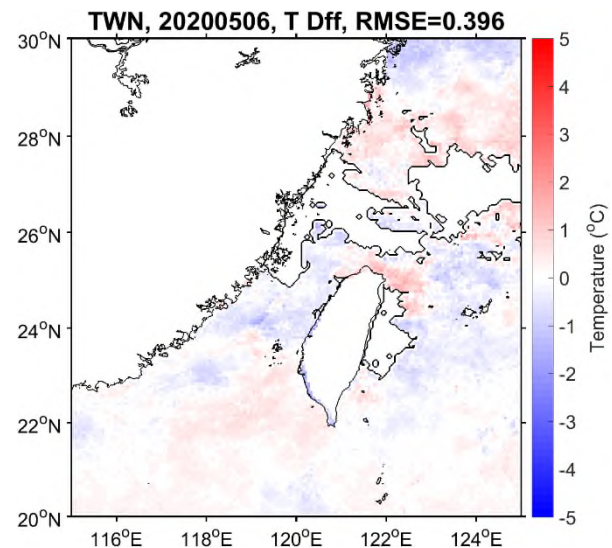 TWN, 20200506, T Dff, RMSE=0.396
30°N
28°N
26°N
24°N
22°N
20°N
116°E 118°E 120°E 122°E 124°E
5
4
3
2
1
0
-1
-2
-3
-4
-5
Temperature (°C)